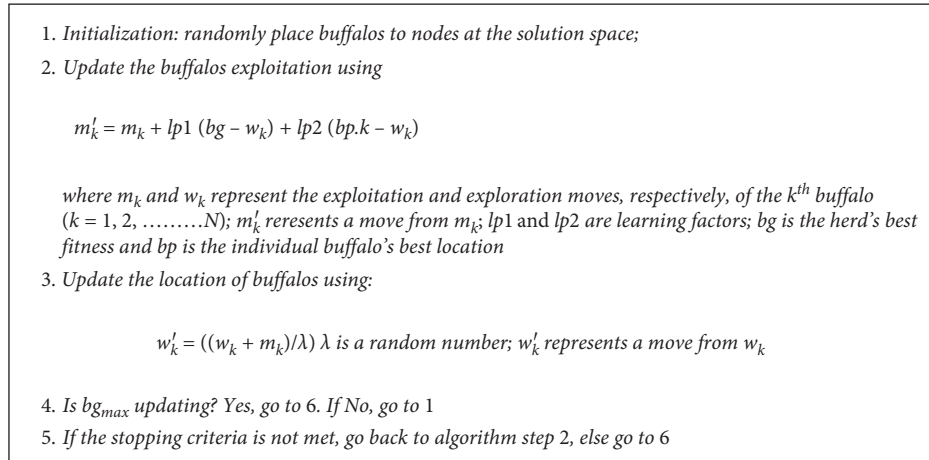 1. Initialization: randomly place buffalos to nodes at the solution space;
2. Update the buffalos exploitation using
m′ₖ = mₖ + lp1 (bg – wₖ) + lp2 (bp.k – wₖ)
where mₖ and wₖ represent the exploitation and exploration moves, respectively, of the kᵗʰ buffalo
(k = 1, 2, .........N); m′ₖ reresents a move from mₖ; lp1 and lp2 are learning factors; bg is the herd’s best
fitness and bp is the individual buffalo’s best location
3. Update the location of buffalos using:
w′ₖ = ((wₖ + mₖ)/λ) λ is a random number; w′ₖ represents a move from wₖ
4. Is bgₘₐₓ updating? Yes, go to 6. If No, go to 1
5. If the stopping criteria is not met, go back to algorithm step 2, else go to 6